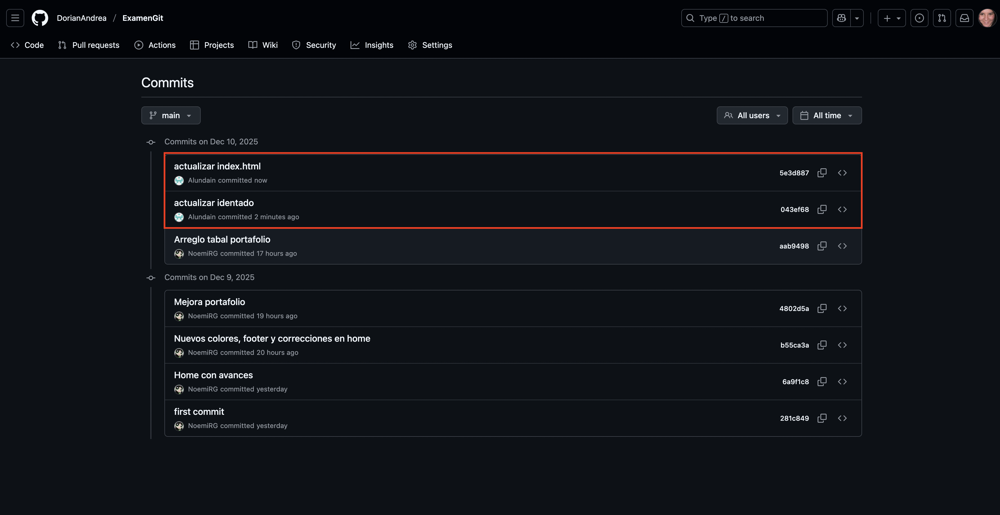 DorianAndrea / ExamenGit
Type / to search
Code Pull requests Actions Projects Wiki Security Insights Settings
Commits
main
All users All time
Commits on Dec 10, 2025
actualizar index.html
Alundain committed now
5e3d887
actualizar identado
Alundain committed 2 minutes ago
043ef68
Arreglo tabal portafolio
NoemiRG committed 17 hours ago
aab9498
Commits on Dec 9, 2025
Mejora portafolio
NoemiRG committed 19 hours ago
4802d5a
Nuevos colores, footer y correcciones en home
NoemiRG committed 20 hours ago
b55ca3a
Home con avances
NoemiRG committed yesterday
6a9f1c8
first commit
NoemiRG committed yesterday
281c849